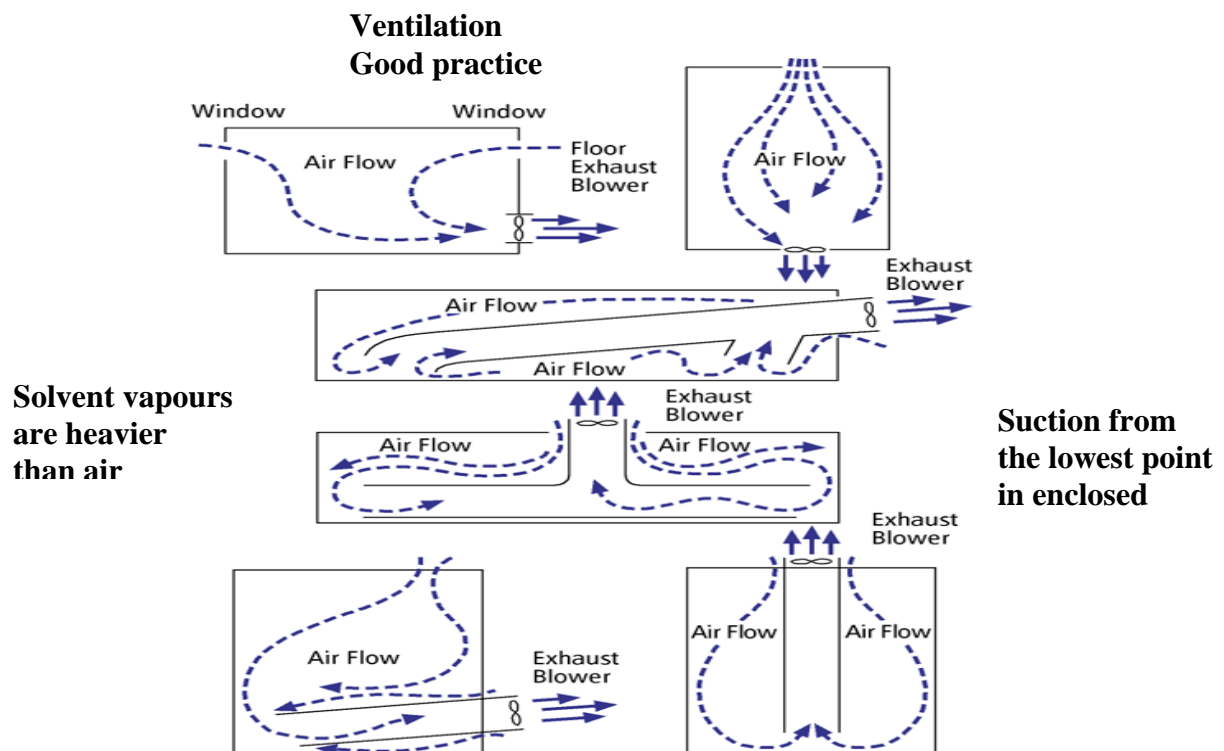 Ventilation
Good practice
Window
Window
Air Flow
Floor
Exhaust
Blower
Air Flow
Exhaust
Blower
Air Flow
Air Flow
Solvent vapours
are heavier
than air
Exhaust
Blower
Air Flow
Air Flow
Suction from
the lowest point
in enclosed
Exhaust
Blower
Air Flow
Exhaust
Blower
Air Flow
Air Flow